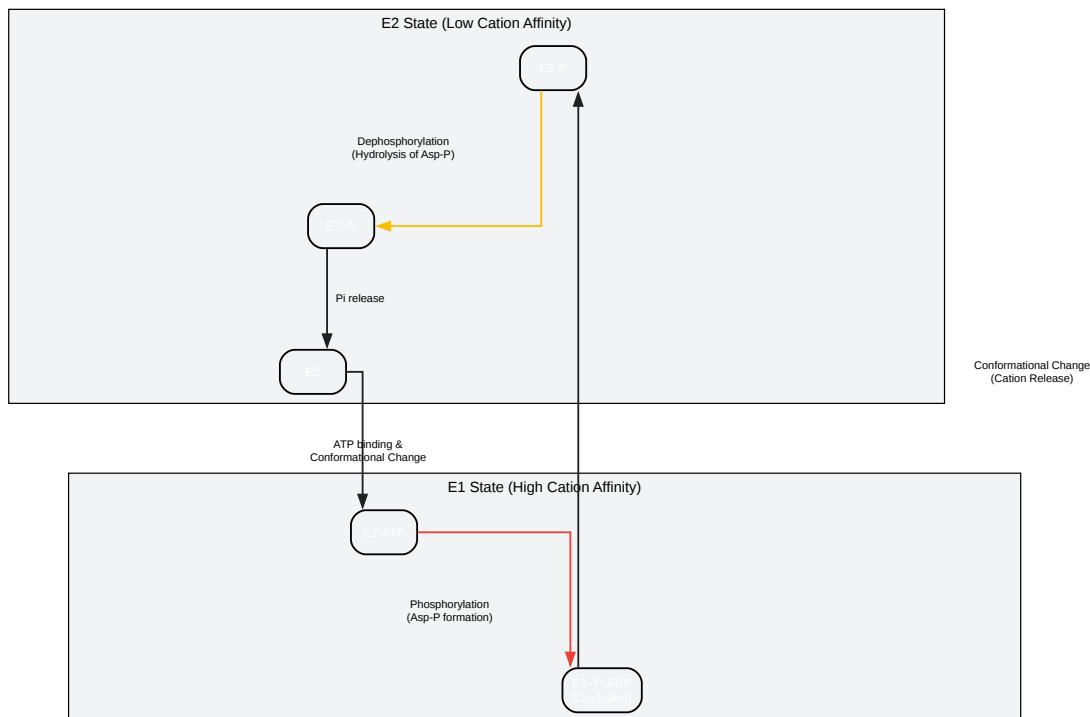 E2 State (Low Cation Affinity)
E2-P
Dephosphorylation
(Hydrolysis of Asp-P)
E2-Pi
Pi release
E2
Conformational Change
(Cation Release)
ATP binding &
Conformational Change
E1 State (High Cation Affinity)
E1-ATP
Phosphorylation
(Asp-P formation)
E1~P-ADP
(Occluded)